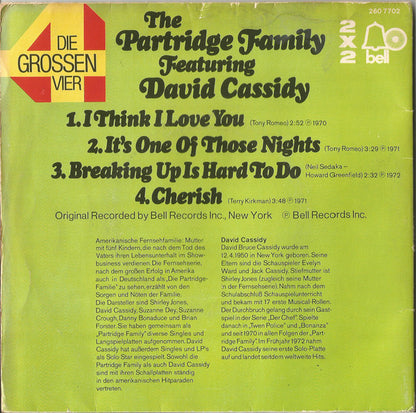 260 7702
DIE
GROSSEN
VIER
4
2x2
bell
The
Partridge Family
Featuring
David Cassidy
1. I Think I Love You (Tony Romeo) 2:52 ℗ 1970
2. It's One Of Those Nights (Tony Romeo) 3:29 ℗ 1971
3. Breaking Up Is Hard To Do (Neil Sedaka – Howard Greenfield) 2:32 ℗ 1972
4. Cherish (Terry Kirkman) 3:48 ℗ 1971
Original Recorded by Bell Records Inc., New York ℗ Bell Records Inc.
Amerikanische Fernsehfamilie: Mutter
mit fünf Kindern, die nach dem Tod des
Vaters ihren Lebensunterhalt im Show-
business verdienen. Die Fernsehserie,
nach dem großen Erfolg in Amerika
auch in Deutschland als „Die Partridge-
Familie" zu sehen, erzählt von den
Sorgen und Nöten der Familie.
Die Darsteller sind Shirley Jones,
David Cassidy, Suzanne Dey, Suzanne
Crough, Danny Bonaduce und Brian
Forster. Sie haben gemeinsam als
„Partridge Family" diverse Singles und
Langspielplatten aufgenommen. David
Cassidy hat außerdem Singles und LP's
als Solo Star eingespielt. Sowohl die
Partridge Family als auch David Cassidy
sind mit ihren Schallplatten ständig
in den amerikanischen Hitparaden
vertreten.
David Cassidy
David Bruce Cassidy wurde am
12.4.1950 in New York geboren. Seine
Eltern sind die Schauspieler Evelyn
Ward und Jack Cassidy. Stiefmutter ist
Shirley Jones (zugleich seine Mutter
in der Fernsehserie). Nahm nach dem
Schulabschluß Schauspielunterricht
und bekam mit 17 erste Musical-Rollen.
Der Durchbruch gelang durch sein Gast-
spiel in der Serie „Der Chef". Spielte
danach in „Twen Police" und „Bonanza"
und seit 1970 in allen Folgen der „Part-
ridge Family". Im Frühjahr 1972 nahm
David Cassidy seine erste Solo-Platte
auf und landet seitdem weltweite Hits.